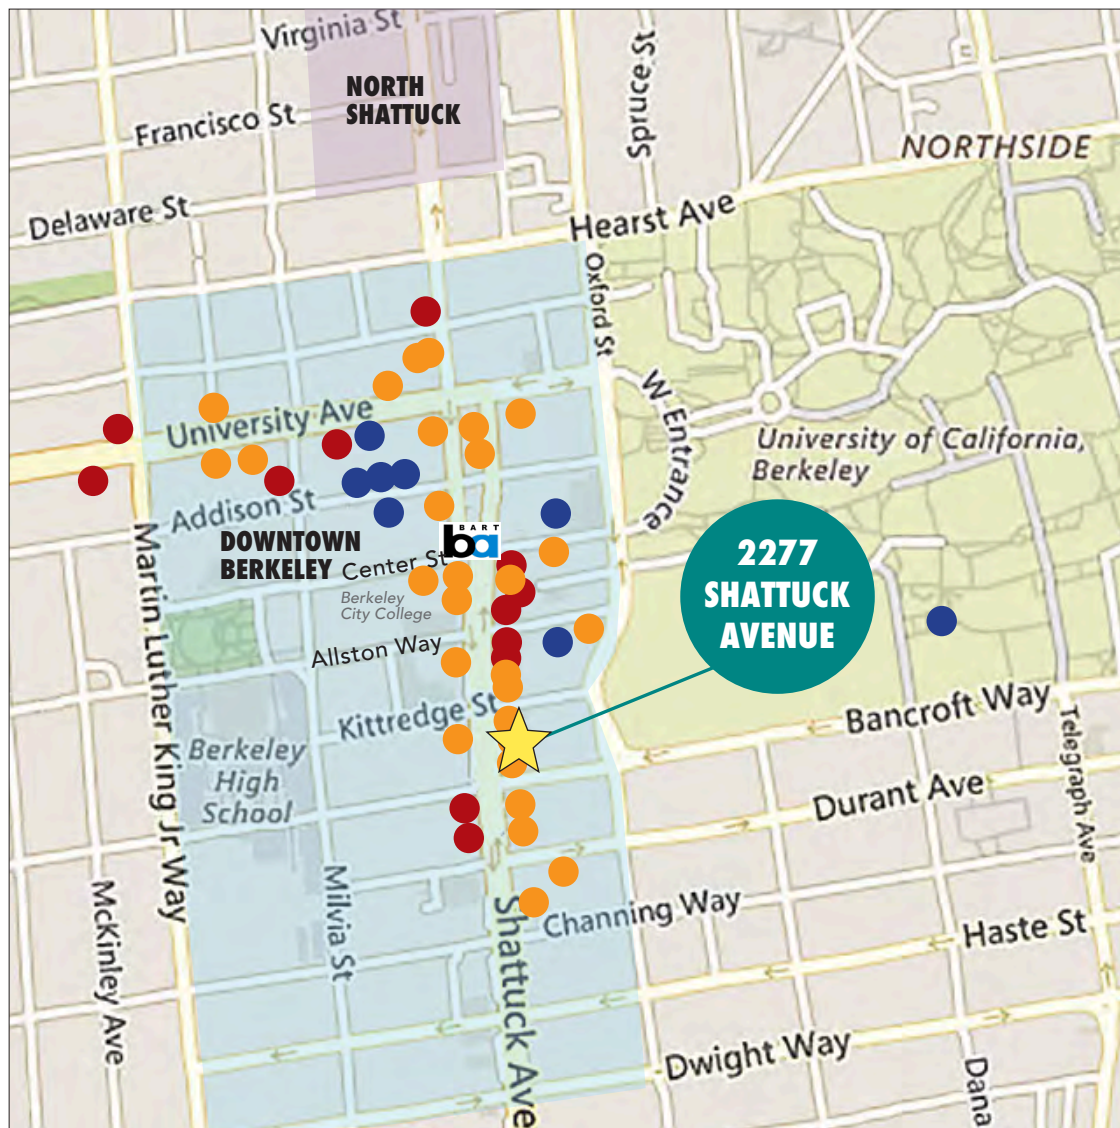 Virginia St
NORTH
SHATTUCK
Francisco St
Spruce St
NORTHSIDE
Delaware St
Hearst Ave
Oxford St
W Entrance
University Ave
University of California,
Berkeley
Addison St
DOWNTOWN
BERKELEY
BART
ba
Center St
Berkeley
City College
2277
SHATTUCK
AVENUE
Martin Luther King Jr Way
Allston Way
Kittredge St
Bancroft Way
Telegraph Ave
Berkeley
High
School
Durant Ave
McKinley Ave
Milvia St
Shattuck Ave
Channing Way
Haste St
Dwight Way
Dana